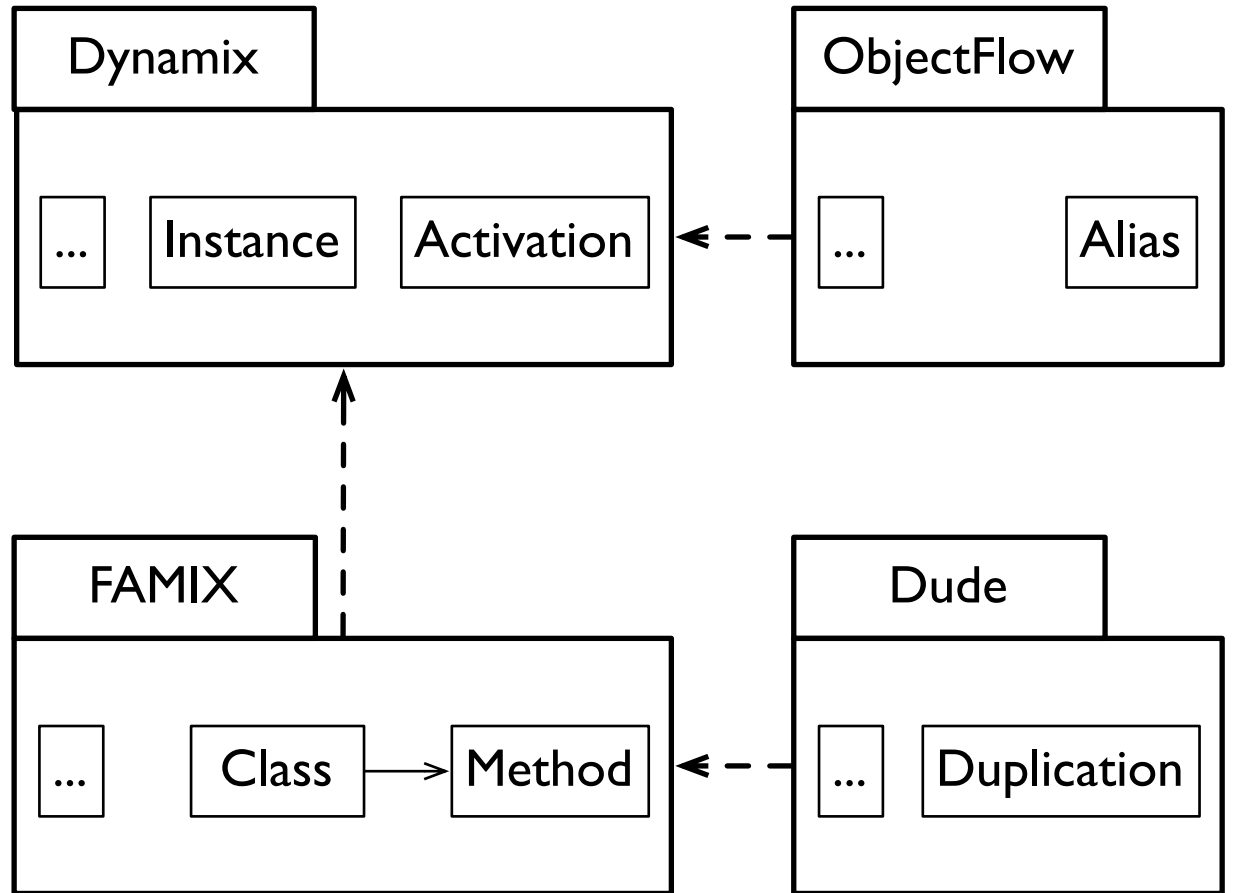 Dynamix
ObjectFlow
... Instance Activation
... Alias
FAMIX
Dude
... Class Method
... Duplication